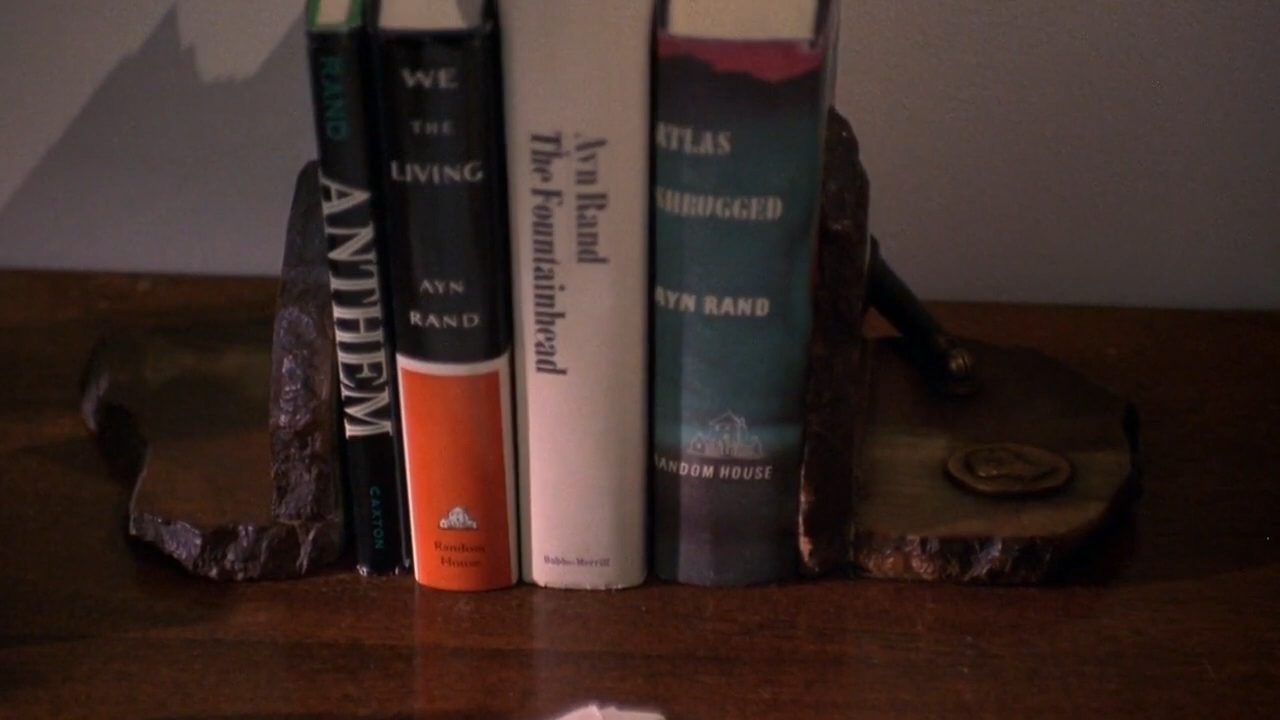 RAND
ANTHEM
CAXTON
WE
THE
LIVING
AYN
RAND
Random
House
Ayn Rand
The Fountainhead
Bobbs-Merrill
ATLAS
SHRUGGED
AYN RAND
RANDOM HOUSE